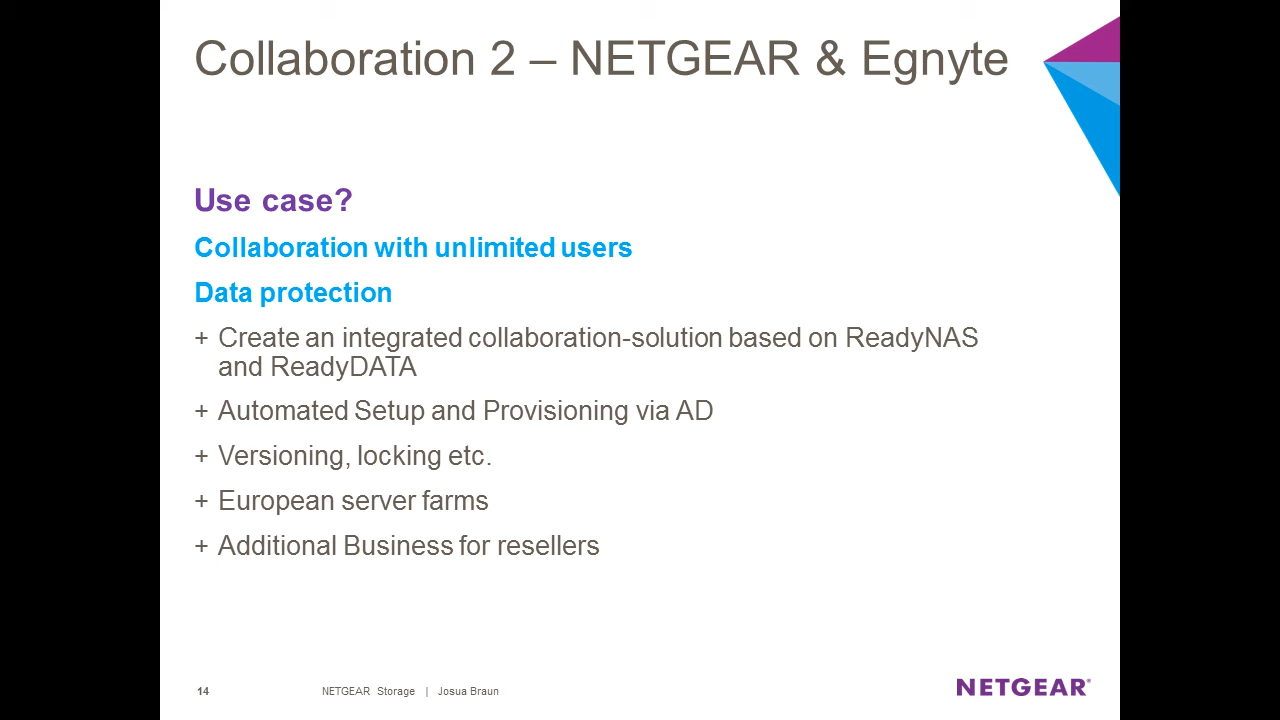 Collaboration 2 – NETGEAR & Egnyte
Use case?
Collaboration with unlimited users
Data protection
+ Create an integrated collaboration-solution based on ReadyNAS
and ReadyDATA
+ Automated Setup and Provisioning via AD
+ Versioning, locking etc.
+ European server farms
+ Additional Business for resellers
14 NETGEAR Storage | Josua Braun
NETGEAR®